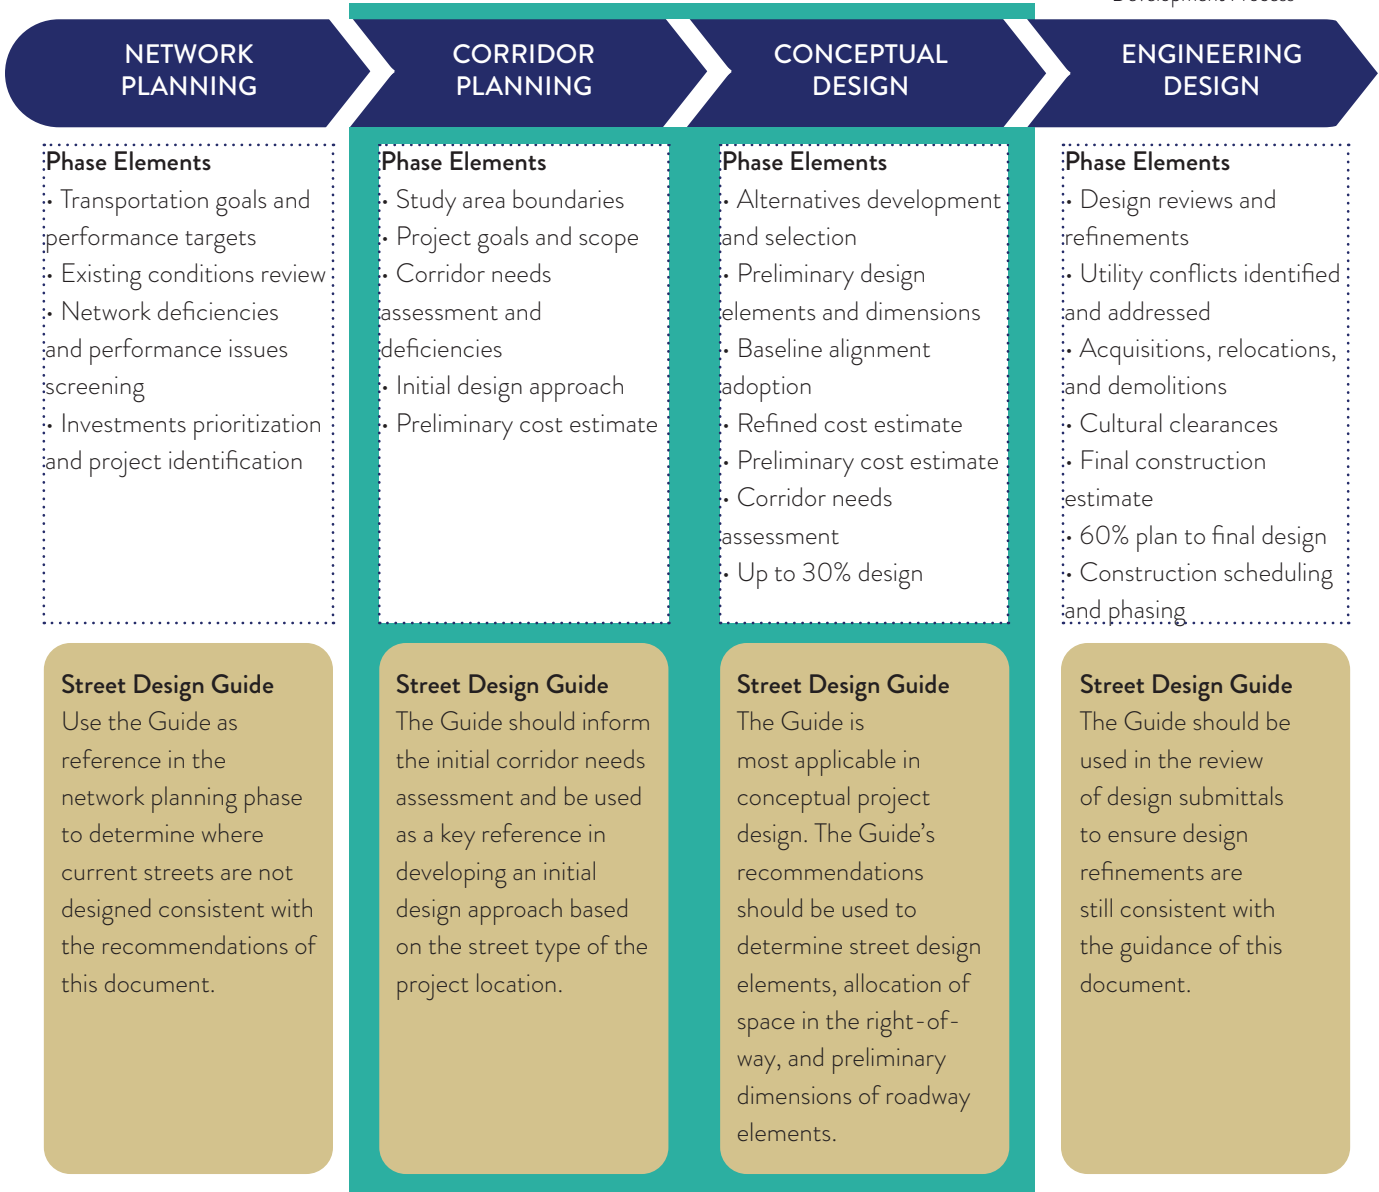 Development Process
NETWORK
PLANNING
CORRIDOR
PLANNING
CONCEPTUAL
DESIGN
ENGINEERING
DESIGN
Phase Elements
• Transportation goals and
performance targets
• Existing conditions review
• Network deficiencies
and performance issues
screening
• Investments prioritization
and project identification
Phase Elements
• Study area boundaries
• Project goals and scope
• Corridor needs
assessment and
deficiencies
• Initial design approach
• Preliminary cost estimate
Phase Elements
• Alternatives development
and selection
• Preliminary design
elements and dimensions
• Baseline alignment
adoption
• Refined cost estimate
• Preliminary cost estimate
• Corridor needs
assessment
• Up to 30% design
Phase Elements
• Design reviews and
refinements
• Utility conflicts identified
and addressed
• Acquisitions, relocations,
and demolitions
• Cultural clearances
• Final construction
estimate
• 60% plan to final design
• Construction scheduling
and phasing
Street Design Guide
Use the Guide as
reference in the
network planning phase
to determine where
current streets are not
designed consistent with
the recommendations of
this document.
Street Design Guide
The Guide should inform
the initial corridor needs
assessment and be used
as a key reference in
developing an initial
design approach based
on the street type of the
project location.
Street Design Guide
The Guide is
most applicable in
conceptual project
design. The Guide's
recommendations
should be used to
determine street design
elements, allocation of
space in the right-of-
way, and preliminary
dimensions of roadway
elements.
Street Design Guide
The Guide should be
used in the review
of design submittals
to ensure design
refinements are
still consistent with
the guidance of this
document.